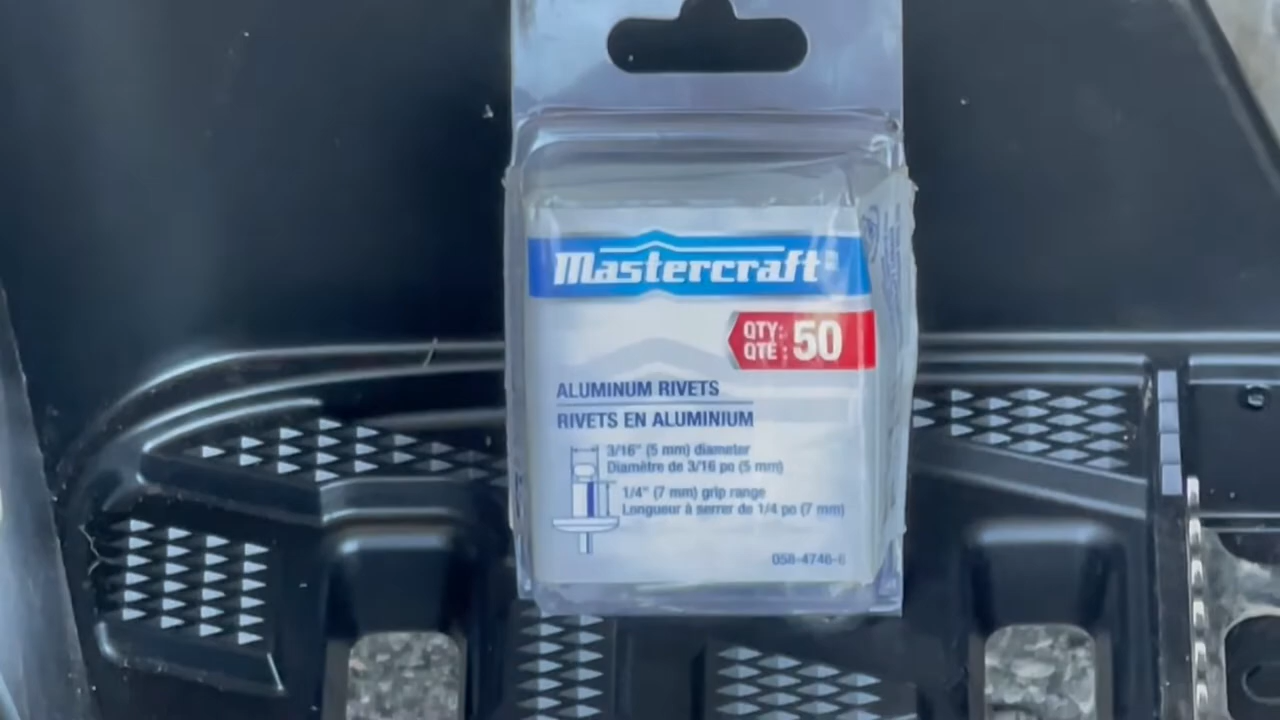 Mastercraft
QTY: 50
QTÉ :
ALUMINUM RIVETS
RIVETS EN ALUMINIUM
3/16" (5 mm) diameter
Diamètre de 3/16 po (5 mm)
1/4" (7 mm) grip range
Longueur à serrer de 1/4 po (7 mm)
058-4746-6